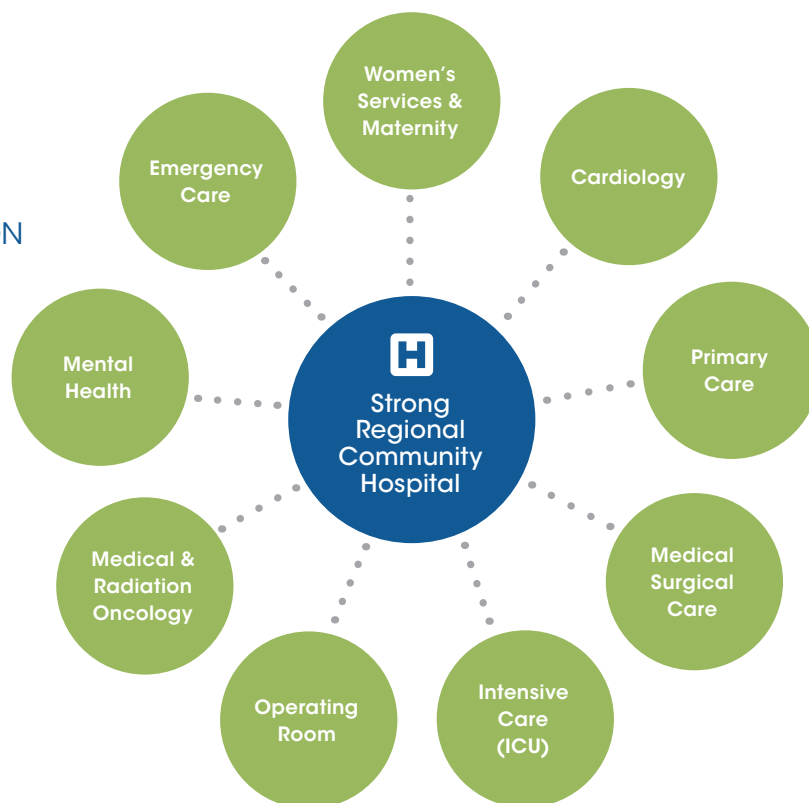 Women's
Services &
Maternity
Emergency
Care
Cardiology
ON
Mental
Health
H
Strong
Regional
Community
Hospital
Primary
Care
Medical &
Radiation
Oncology
Medical
Surgical
Care
Operating
Room
Intensive
Care
(ICU)